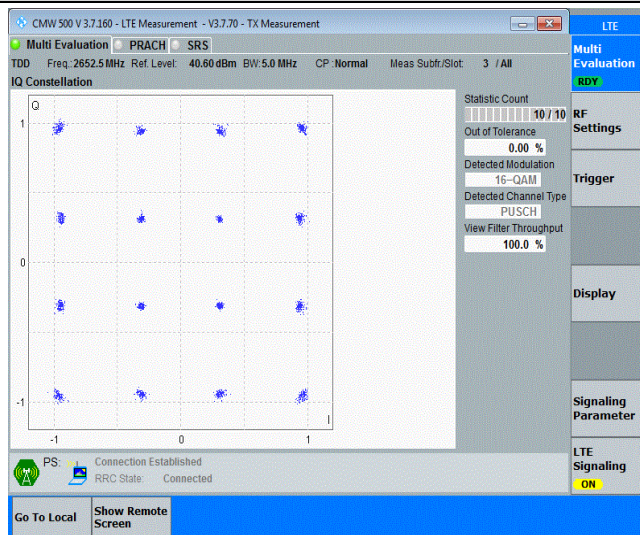 CMW 500 V 3.7.160 - LTE Measurement - V3.7.70 - TX Measurement
LTE
Multi Evaluation PRACH SRS
Multi
Evaluation
RDY
TDD Freq.: 2652.5 MHz Ref. Level: 40.60 dBm BW: 5.0 MHz CP : Normal Meas Subfr./Slot: 3 / All
IQ Constellation
Q
1
0
-1
I
-1 0 1
Statistic Count
10 / 10
Out of Tolerance
0.00 %
Detected Modulation
16-QAM
Detected Channel Type
PUSCH
View Filter Throughput
100.0 %
RF
Settings
Trigger
Display
Signaling
Parameter
LTE
Signaling
ON
PS: Connection Established
RRC State: Connected
Go To Local
Show Remote
Screen